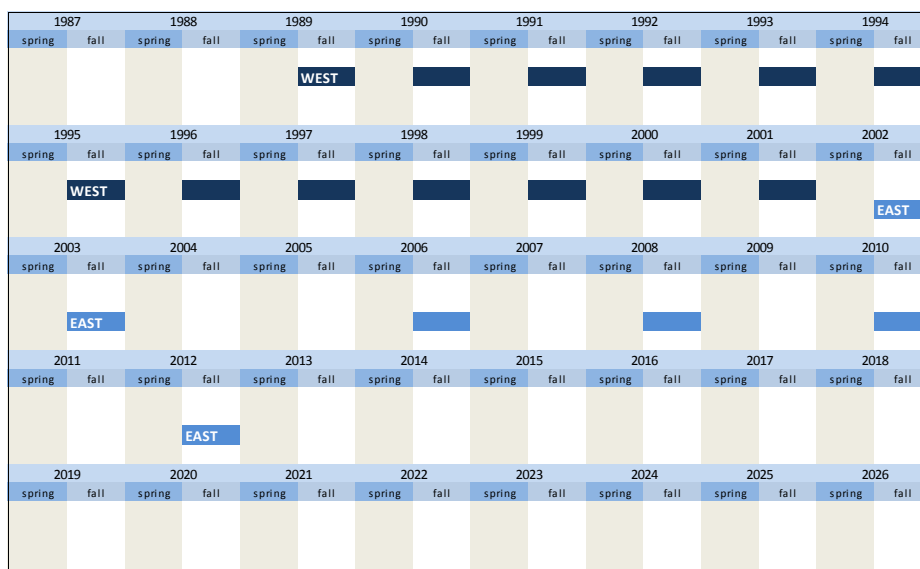 1987 1988 1989 1990 1991 1992 1993 1994
spring fall spring fall spring fall spring fall spring fall spring fall spring fall spring fall
WEST
1995 1996 1997 1998 1999 2000 2001 2002
spring fall spring fall spring fall spring fall spring fall spring fall spring fall spring fall
WEST
EAST
2003 2004 2005 2006 2007 2008 2009 2010
spring fall spring fall spring fall spring fall spring fall spring fall spring fall spring fall
EAST
2011 2012 2013 2014 2015 2016 2017 2018
spring fall spring fall spring fall spring fall spring fall spring fall spring fall spring fall
EAST
2019 2020 2021 2022 2023 2024 2025 2026
spring fall spring fall spring fall spring fall spring fall spring fall spring fall spring fall